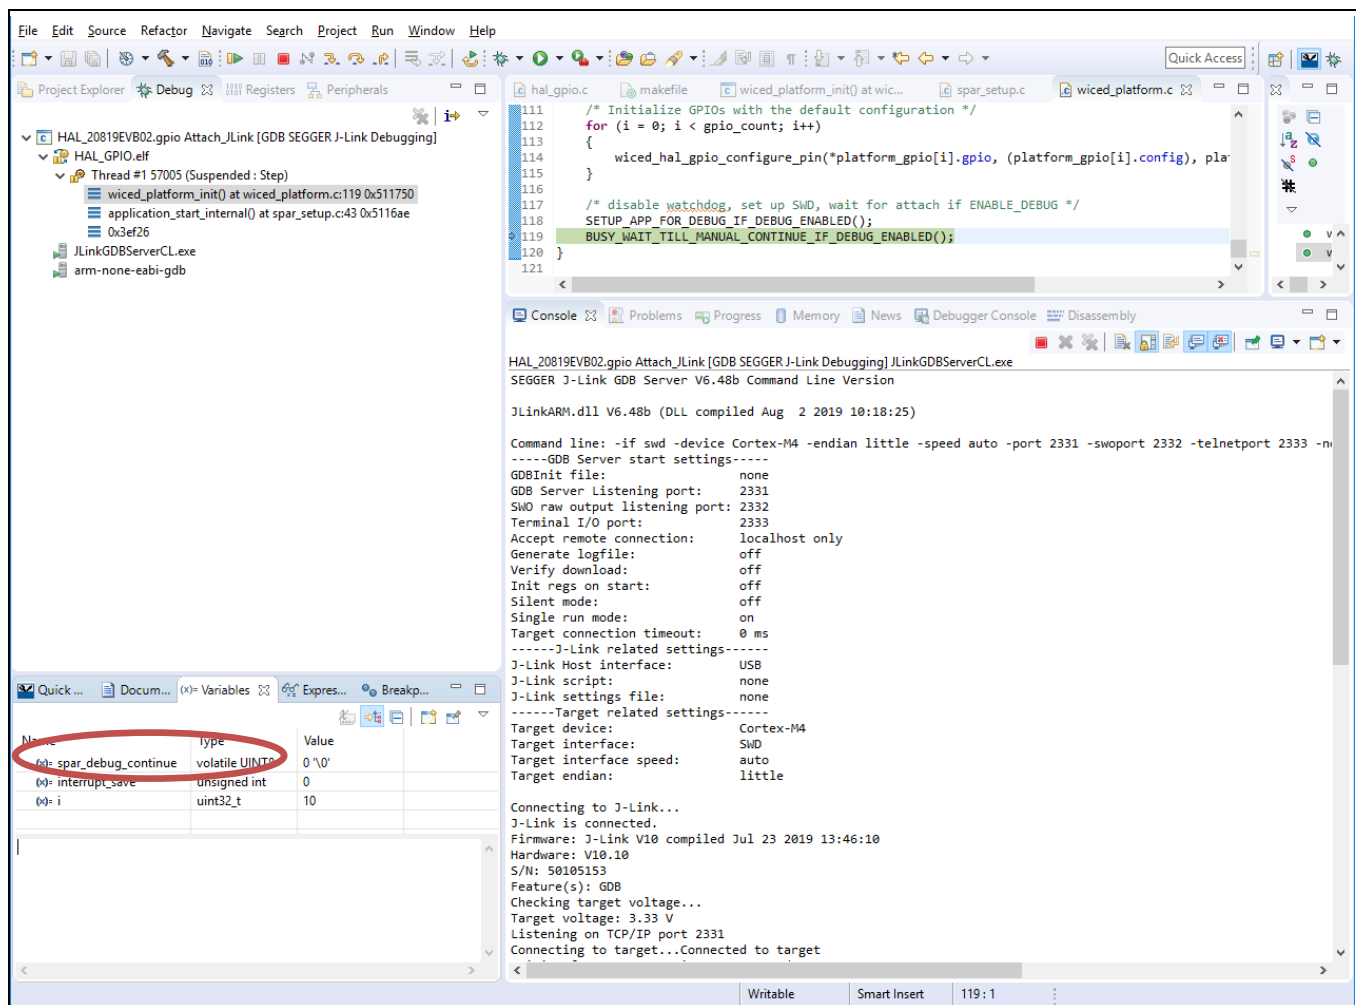 File Edit Source Refactor Navigate Search Project Run Window Help
Quick Access
Project Explorer Debug Registers Peripherals
HAL_20819EVB02.gpio Attach_JLink [GDB SEGGER J-Link Debugging]
HAL_GPIO.elf
Thread #1 57005 (Suspended : Step)
wiced_platform_init() at wiced_platform.c:119 0x511750
application_start_internal() at spar_setup.c:43 0x5116ae
0x3ef26
JLinkGDBServerCL.exe
arm-none-eabi-gdb
hal_gpio.c makefile wiced_platform_init() at wic... spar_setup.c wiced_platform.c
111 /* Initialize GPIOs with the default configuration */
112 for (i = 0; i < gpio_count; i++)
113 {
114 wiced_hal_gpio_configure_pin(*platform_gpio[i].gpio, (platform_gpio[i].config), pla
115 }
116
117 /* disable watchdog, set up SWD, wait for attach if ENABLE_DEBUG */
118 SETUP_APP_FOR_DEBUG_IF_DEBUG_ENABLED();
119 BUSY_WAIT_TILL_MANUAL_CONTINUE_IF_DEBUG_ENABLED();
120 }
121
Console Problems Progress Memory News Debugger Console Disassembly
HAL_20819EVB02.gpio Attach_JLink [GDB SEGGER J-Link Debugging] JLinkGDBServerCL.exe
SEGGER J-Link GDB Server V6.48b Command Line Version
JLinkARM.dll V6.48b (DLL compiled Aug 2 2019 10:18:25)
Command line: -if swd -device Cortex-M4 -endian little -speed auto -port 2331 -swoport 2332 -telnetport 2333
-----GDB Server start settings-----
GDBInit file: none
GDB Server Listening port: 2331
SWO raw output listening port: 2332
Terminal I/O port: 2333
Accept remote connection: localhost only
Generate logfile: off
Verify download: off
Init regs on start: off
Silent mode: off
Single run mode: on
Target connection timeout: 0 ms
------J-Link related settings------
J-Link Host interface: USB
J-Link script: none
J-Link settings file: none
------Target related settings------
Target device: Cortex-M4
Target interface: SWD
Target interface speed: auto
Target endian: little
Connecting to J-Link...
J-Link is connected.
Firmware: J-Link V10 compiled Jul 23 2019 13:46:10
Hardware: V10.10
S/N: 50105153
Feature(s): GDB
Checking target voltage...
Target voltage: 3.33 V
Listening on TCP/IP port 2331
Connecting to target...Connected to target
Quick ... Docum... (x)= Variables Expres... Breakp...
Name Type Value
(x)= spar_debug_continue volatile UINT8 0 '\0'
(x)= interrupt_save unsigned int 0
(x)= i uint32_t 10
Writable Smart Insert 119 : 1